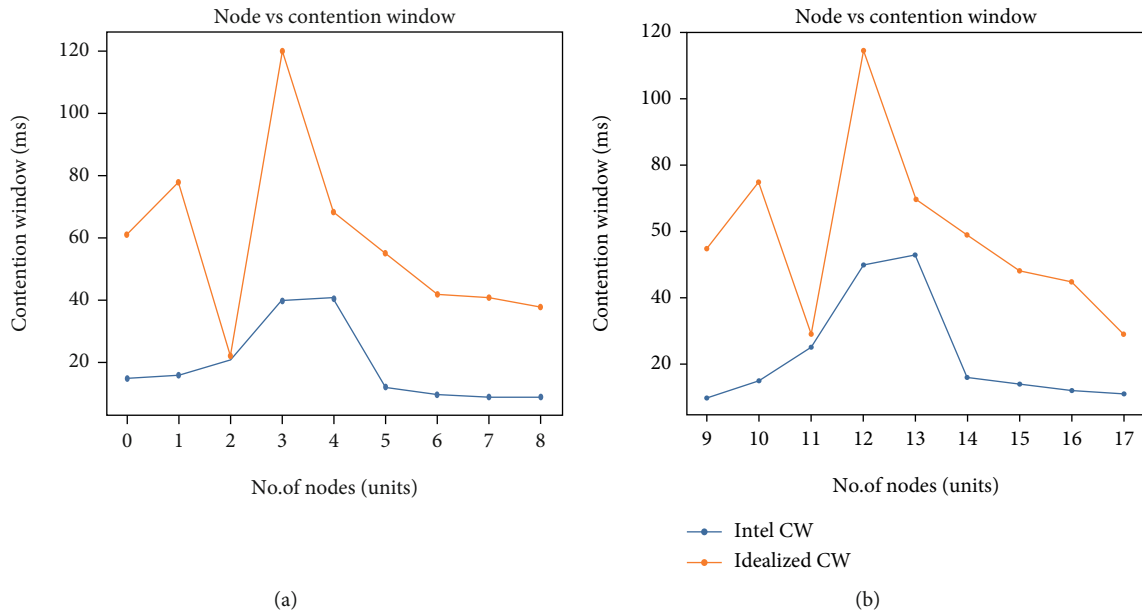 Node vs contention window
120
100
80
60
40
20
Contention window (ms)
0 1 2 3 4 5 6 7 8
No.of nodes (units)
(a)
Node vs contention window
120
100
80
50
40
20
Contention window (ms)
9 10 11 12 13 14 15 16 17
No.of nodes (units)
Intel CW
Idealized CW
(b)